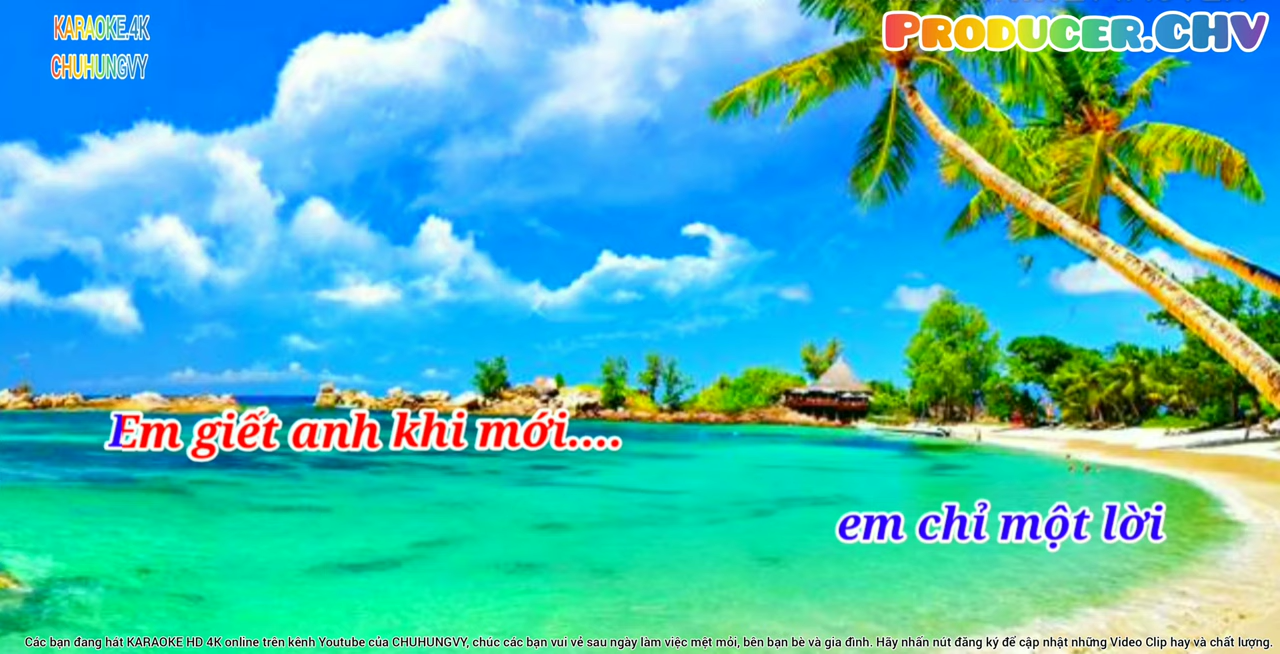 KARAOKE.4K
CHUHUNGVY
PRODUCER.CHV
Em giết anh khi mới....
em chỉ một lời
Các bạn đang hát KARAOKE HD 4K online trên kênh Youtube của CHUHUNGVY, chúc các bạn vui vẻ sau ngày làm việc mệt mỏi, bên bạn bè và gia đình. Hãy nhấn nút đăng ký để cập nhật những Video Clip hay và chất lượng.